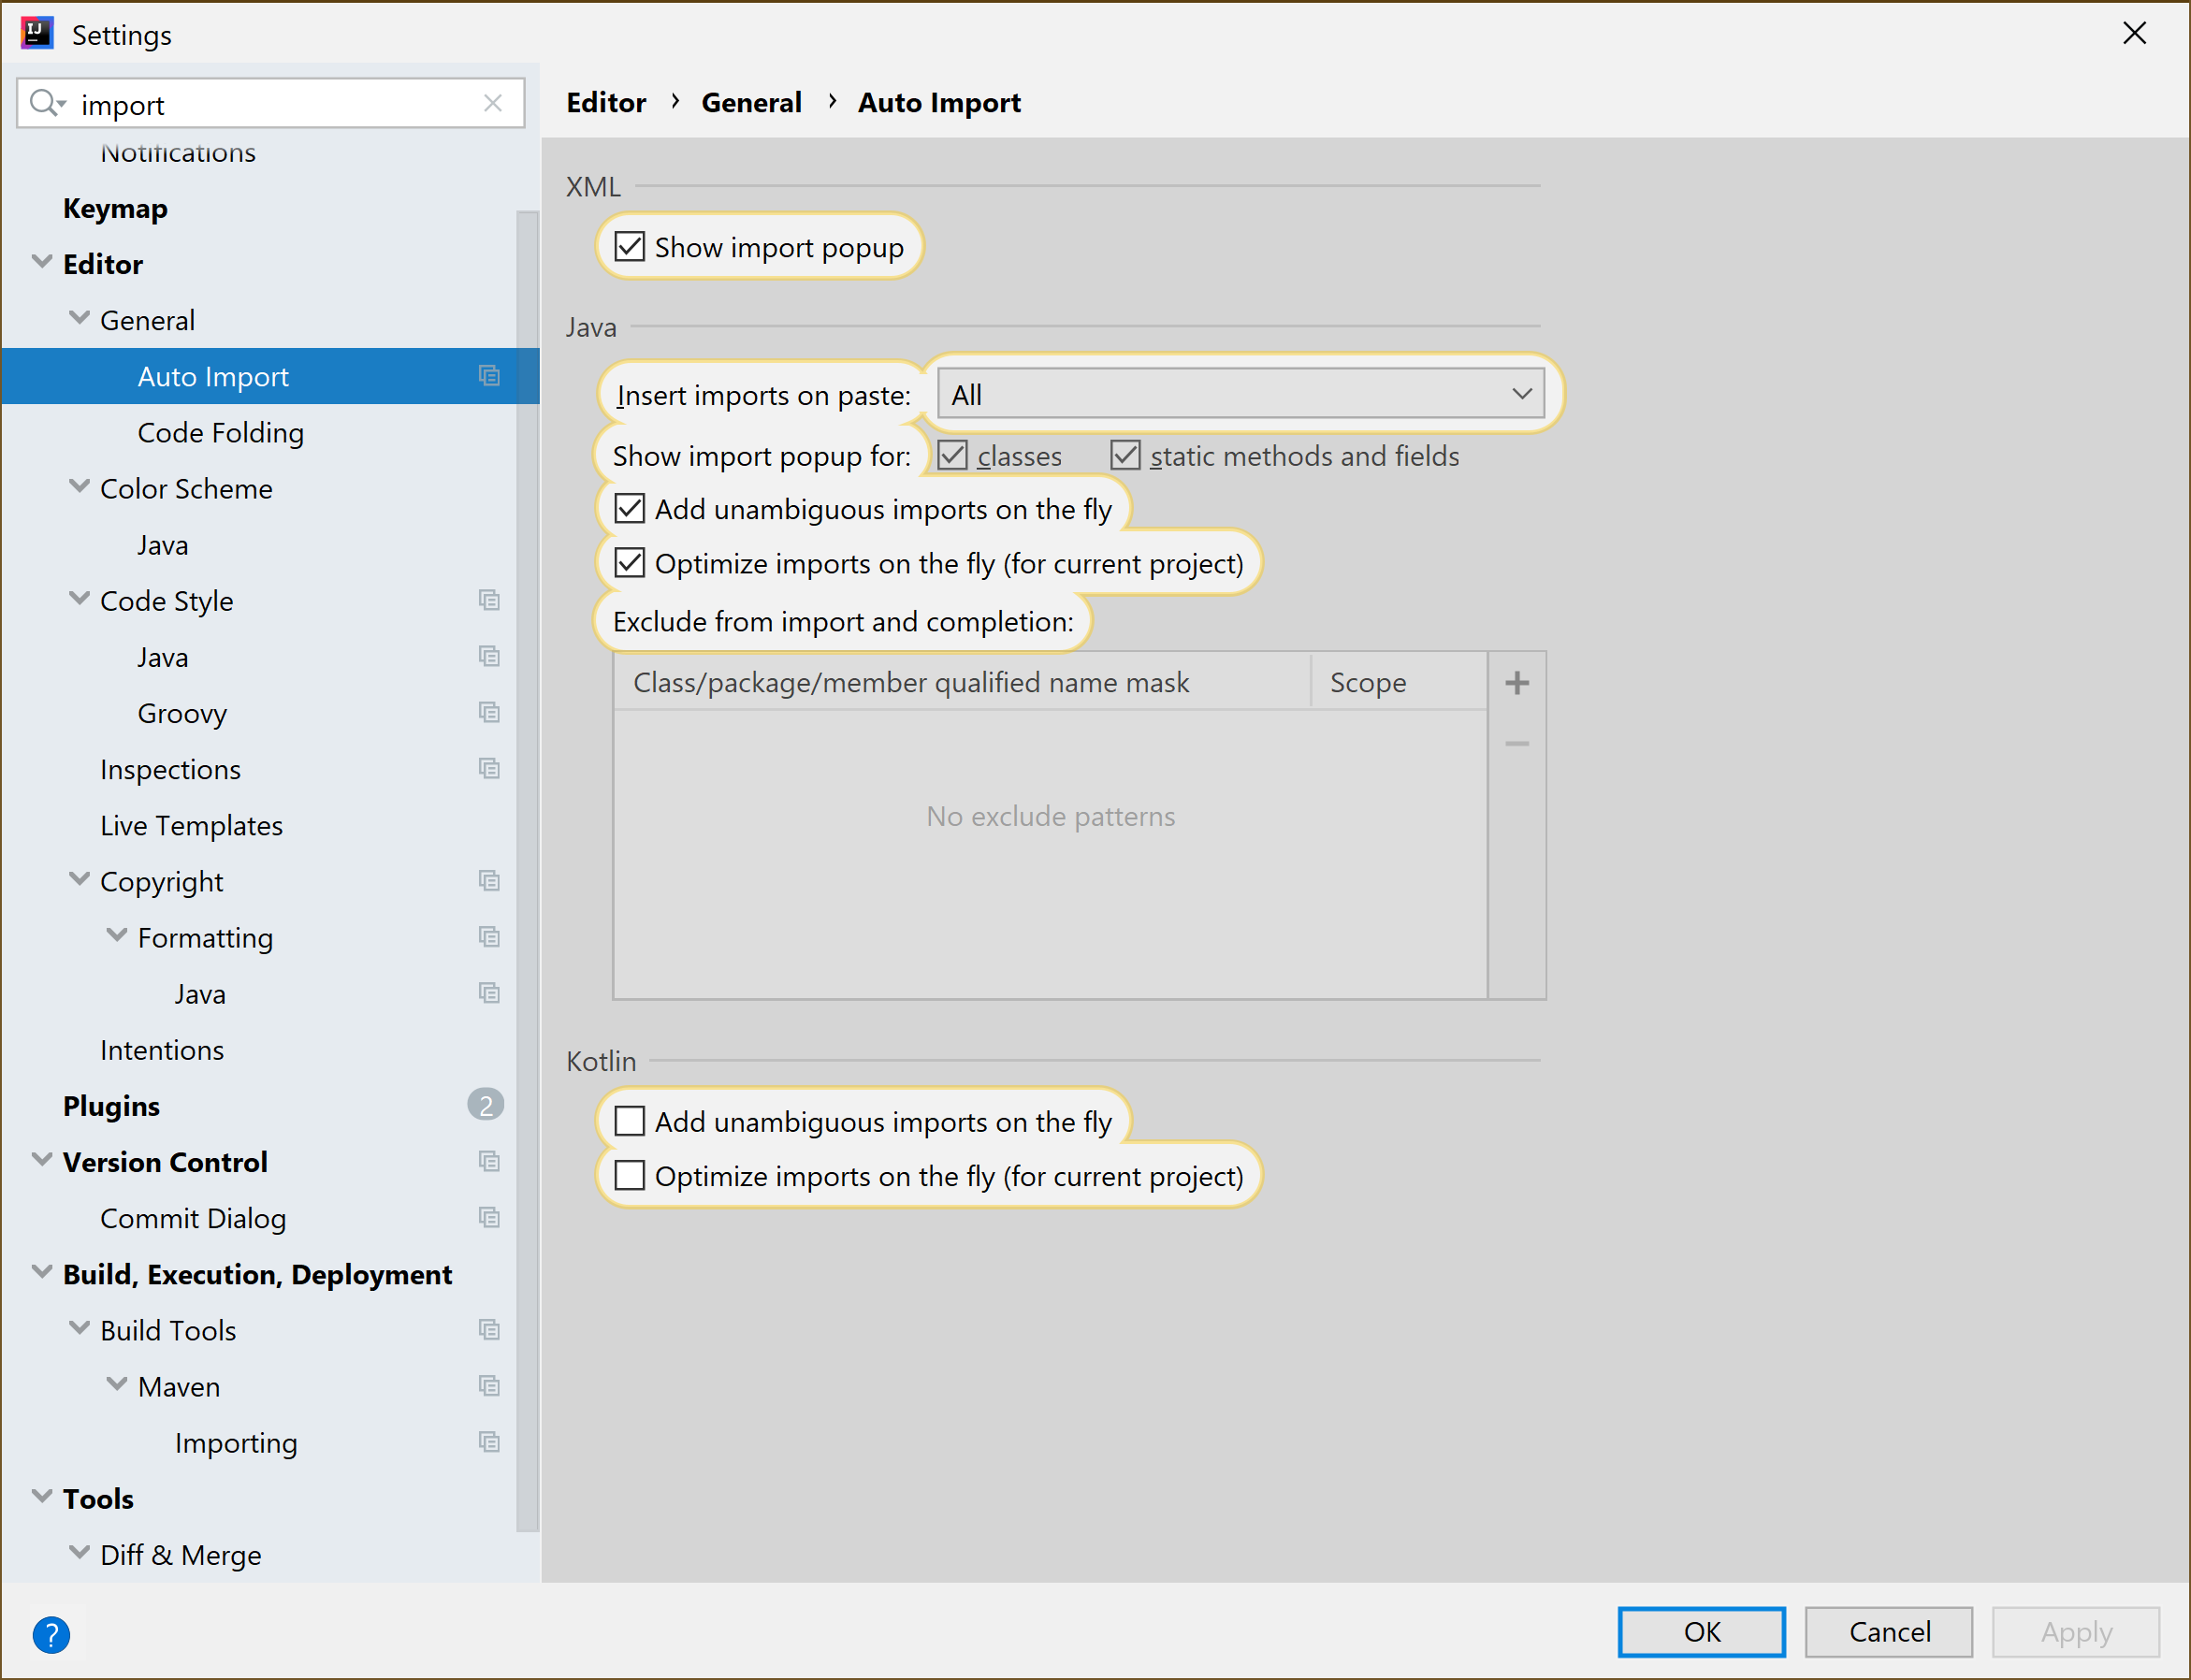 IJ
Settings
import
Notifications
Keymap
Editor
General
Auto Import
Code Folding
Color Scheme
Java
Code Style
Java
Groovy
Inspections
Live Templates
Copyright
Formatting
Java
Intentions
Plugins 2
Version Control
Commit Dialog
Build, Execution, Deployment
Build Tools
Maven
Importing
Tools
Diff & Merge
Editor › General › Auto Import
XML
Show import popup
Java
Insert imports on paste: All
Show import popup for: classes static methods and fields
Add unambiguous imports on the fly
Optimize imports on the fly (for current project)
Exclude from import and completion:
Class/package/member qualified name mask Scope
No exclude patterns
Kotlin
Add unambiguous imports on the fly
Optimize imports on the fly (for current project)
?
OK Cancel Apply